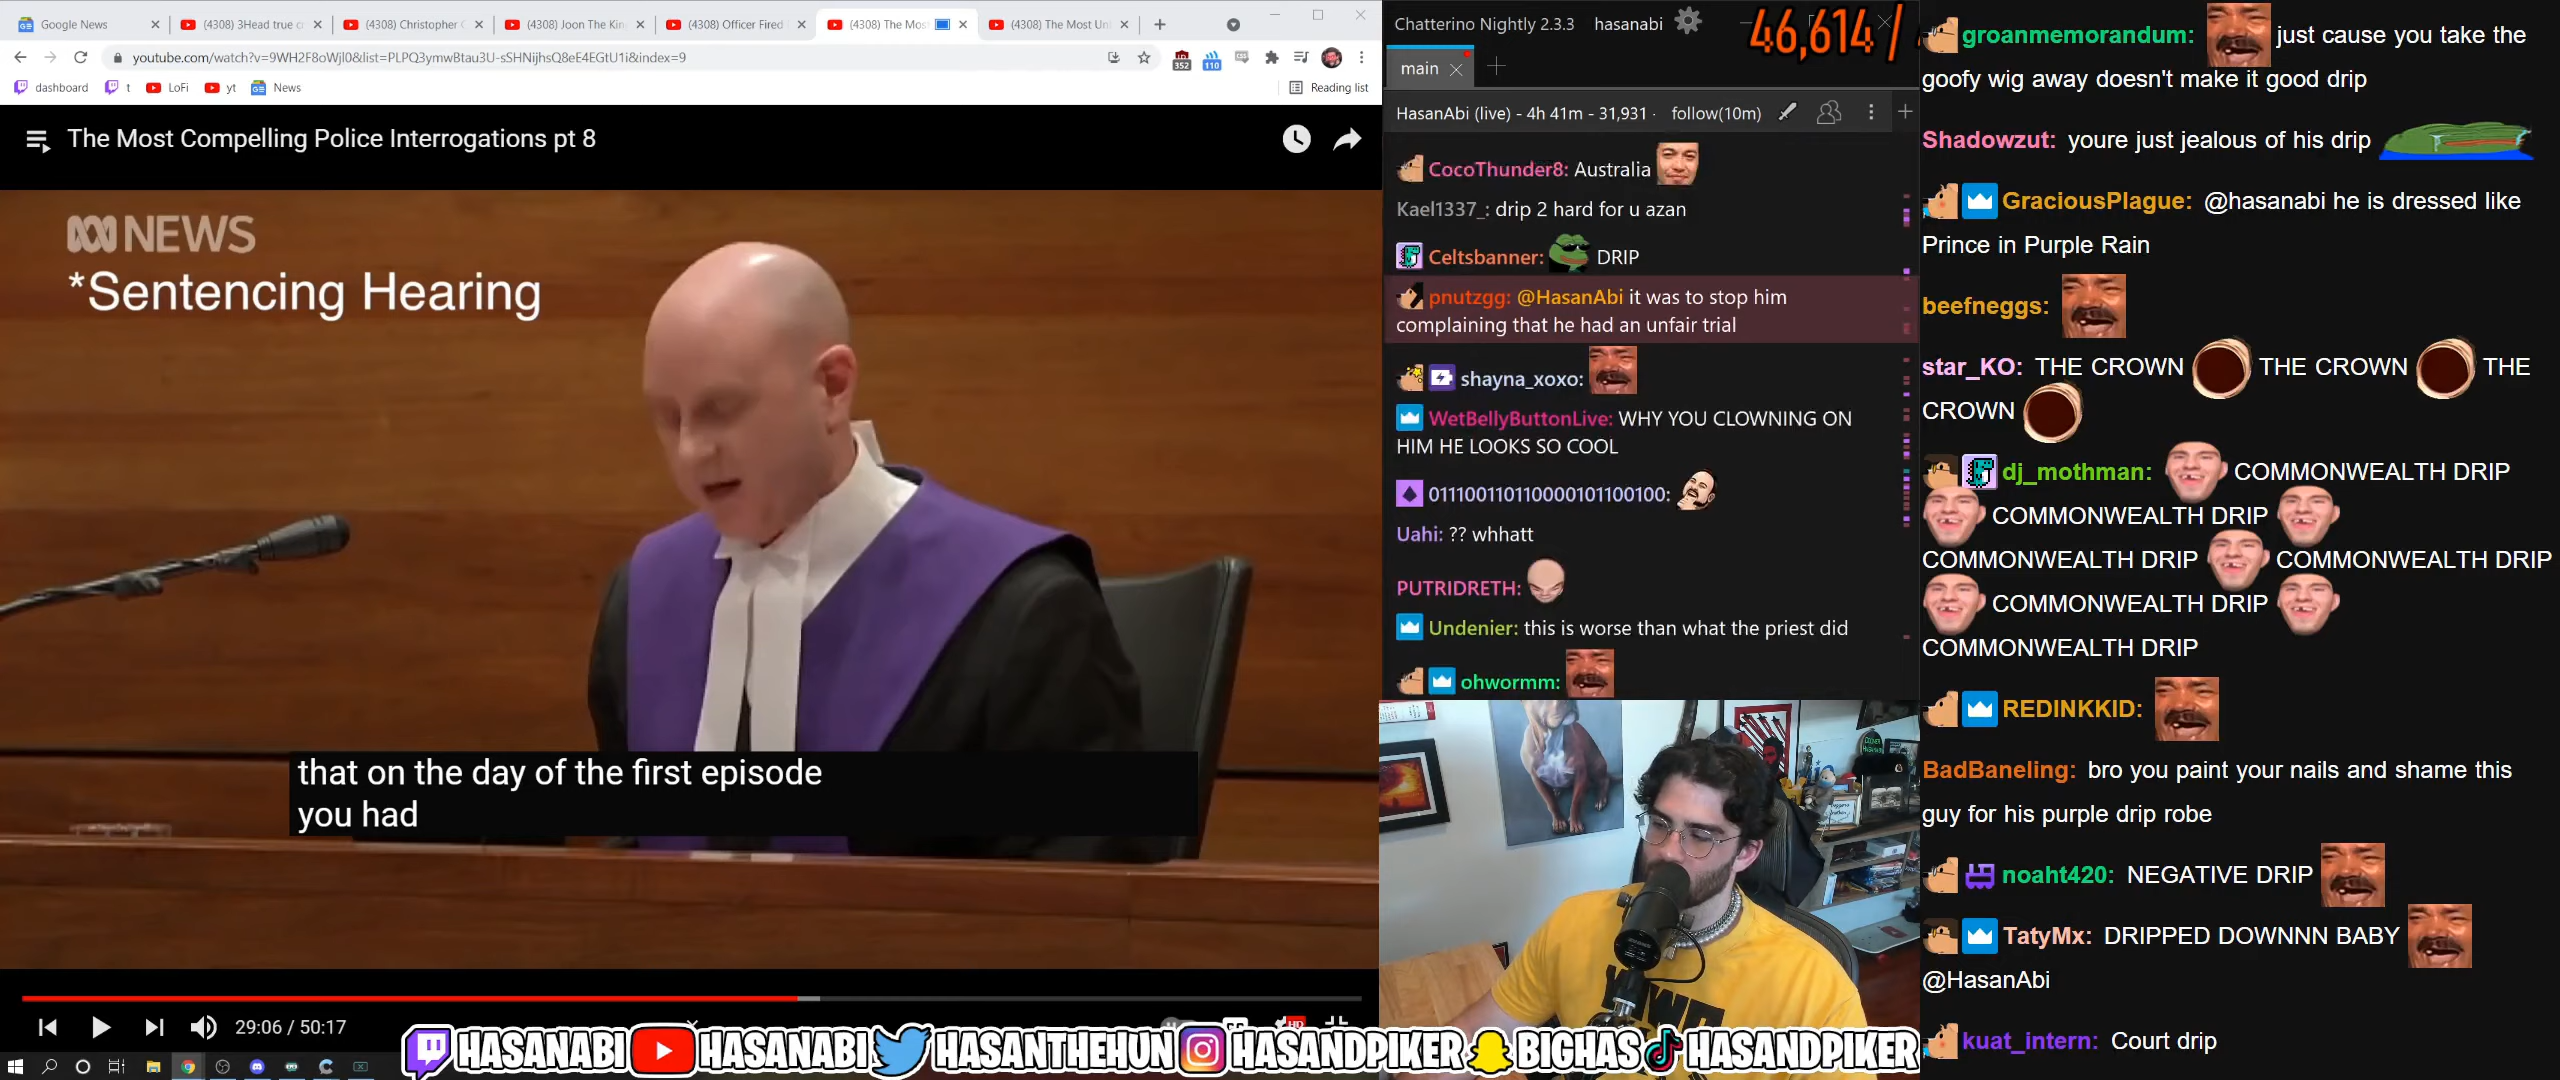 Google News
(4308) 3Head true c
(4308) Christopher
(4308) Joon The Kin
(4308) Officer Fired
(4308) The Mos
(4308) The Most Un
youtube.com/watch?v=9WH2F8oWjl0&list=PLPQ3ymwBtau3U-sSHNijhsQ8eE4EGtU1i&index=9
352
110
dashboard
t
LoFi
yt
News
Reading list
The Most Compelling Police Interrogations pt 8
NEWS
*Sentencing Hearing
that on the day of the first episode
you had
29:06 / 50:17
HD
Chatterino Nightly 2.3.3
hasanabi
46,614 /
main
HasanAbi (live) - 4h 41m - 31,931 · follow(10m)
CocoThunder8: Australia
Kael1337_: drip 2 hard for u azan
Celtsbanner: DRIP
pnutzgg: @HasanAbi it was to stop him
complaining that he had an unfair trial
shayna_xoxo:
WetBellyButtonLive: WHY YOU CLOWNING ON
HIM HE LOOKS SO COOL
011100110110000101100100:
Uahi: ?? whhatt
PUTRIDRETH:
Undenier: this is worse than what the priest did
ohwormm:
groanmemorandum: just cause you take the
goofy wig away doesn't make it good drip
Shadowzut: youre just jealous of his drip
GraciousPlague: @hasanabi he is dressed like
Prince in Purple Rain
beefneggs:
star_KO: THE CROWN THE CROWN THE
CROWN
dj_mothman: COMMONWEALTH DRIP
COMMONWEALTH DRIP
COMMONWEALTH DRIP COMMONWEALTH DRIP
COMMONWEALTH DRIP
COMMONWEALTH DRIP
REDINKKID:
BadBaneling: bro you paint your nails and shame this
guy for his purple drip robe
noaht420: NEGATIVE DRIP
TatyMx: DRIPPED DOWNNN BABY
@HasanAbi
kuat_intern: Court drip
HASANABI HASANABI HASANTHEHUN HASANDPIKER BIGHAS HASANDPIKER